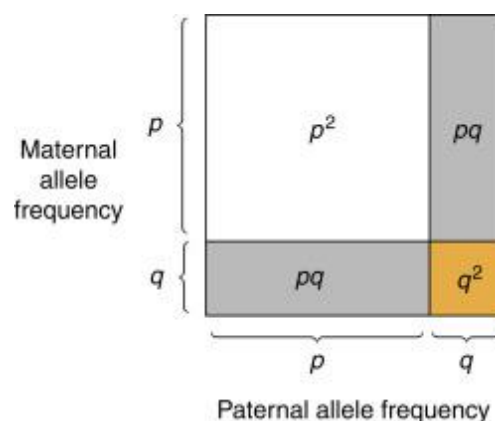 p
p²
pq
Maternal
allele
frequency
q
pq
q²
p
q
Paternal allele frequency